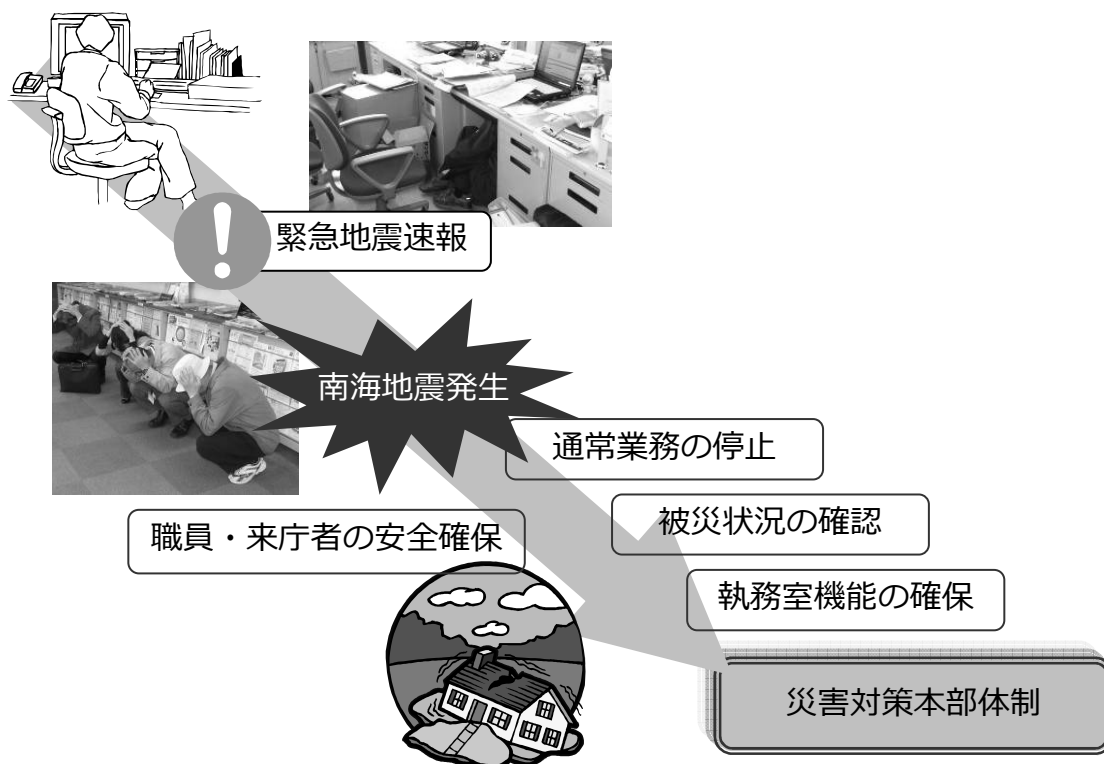 緊急地震速報
南海地震発生
通常業務の停止
職員・来庁者の安全確保
被災状況の確認
執務室機能の確保
災害対策本部体制